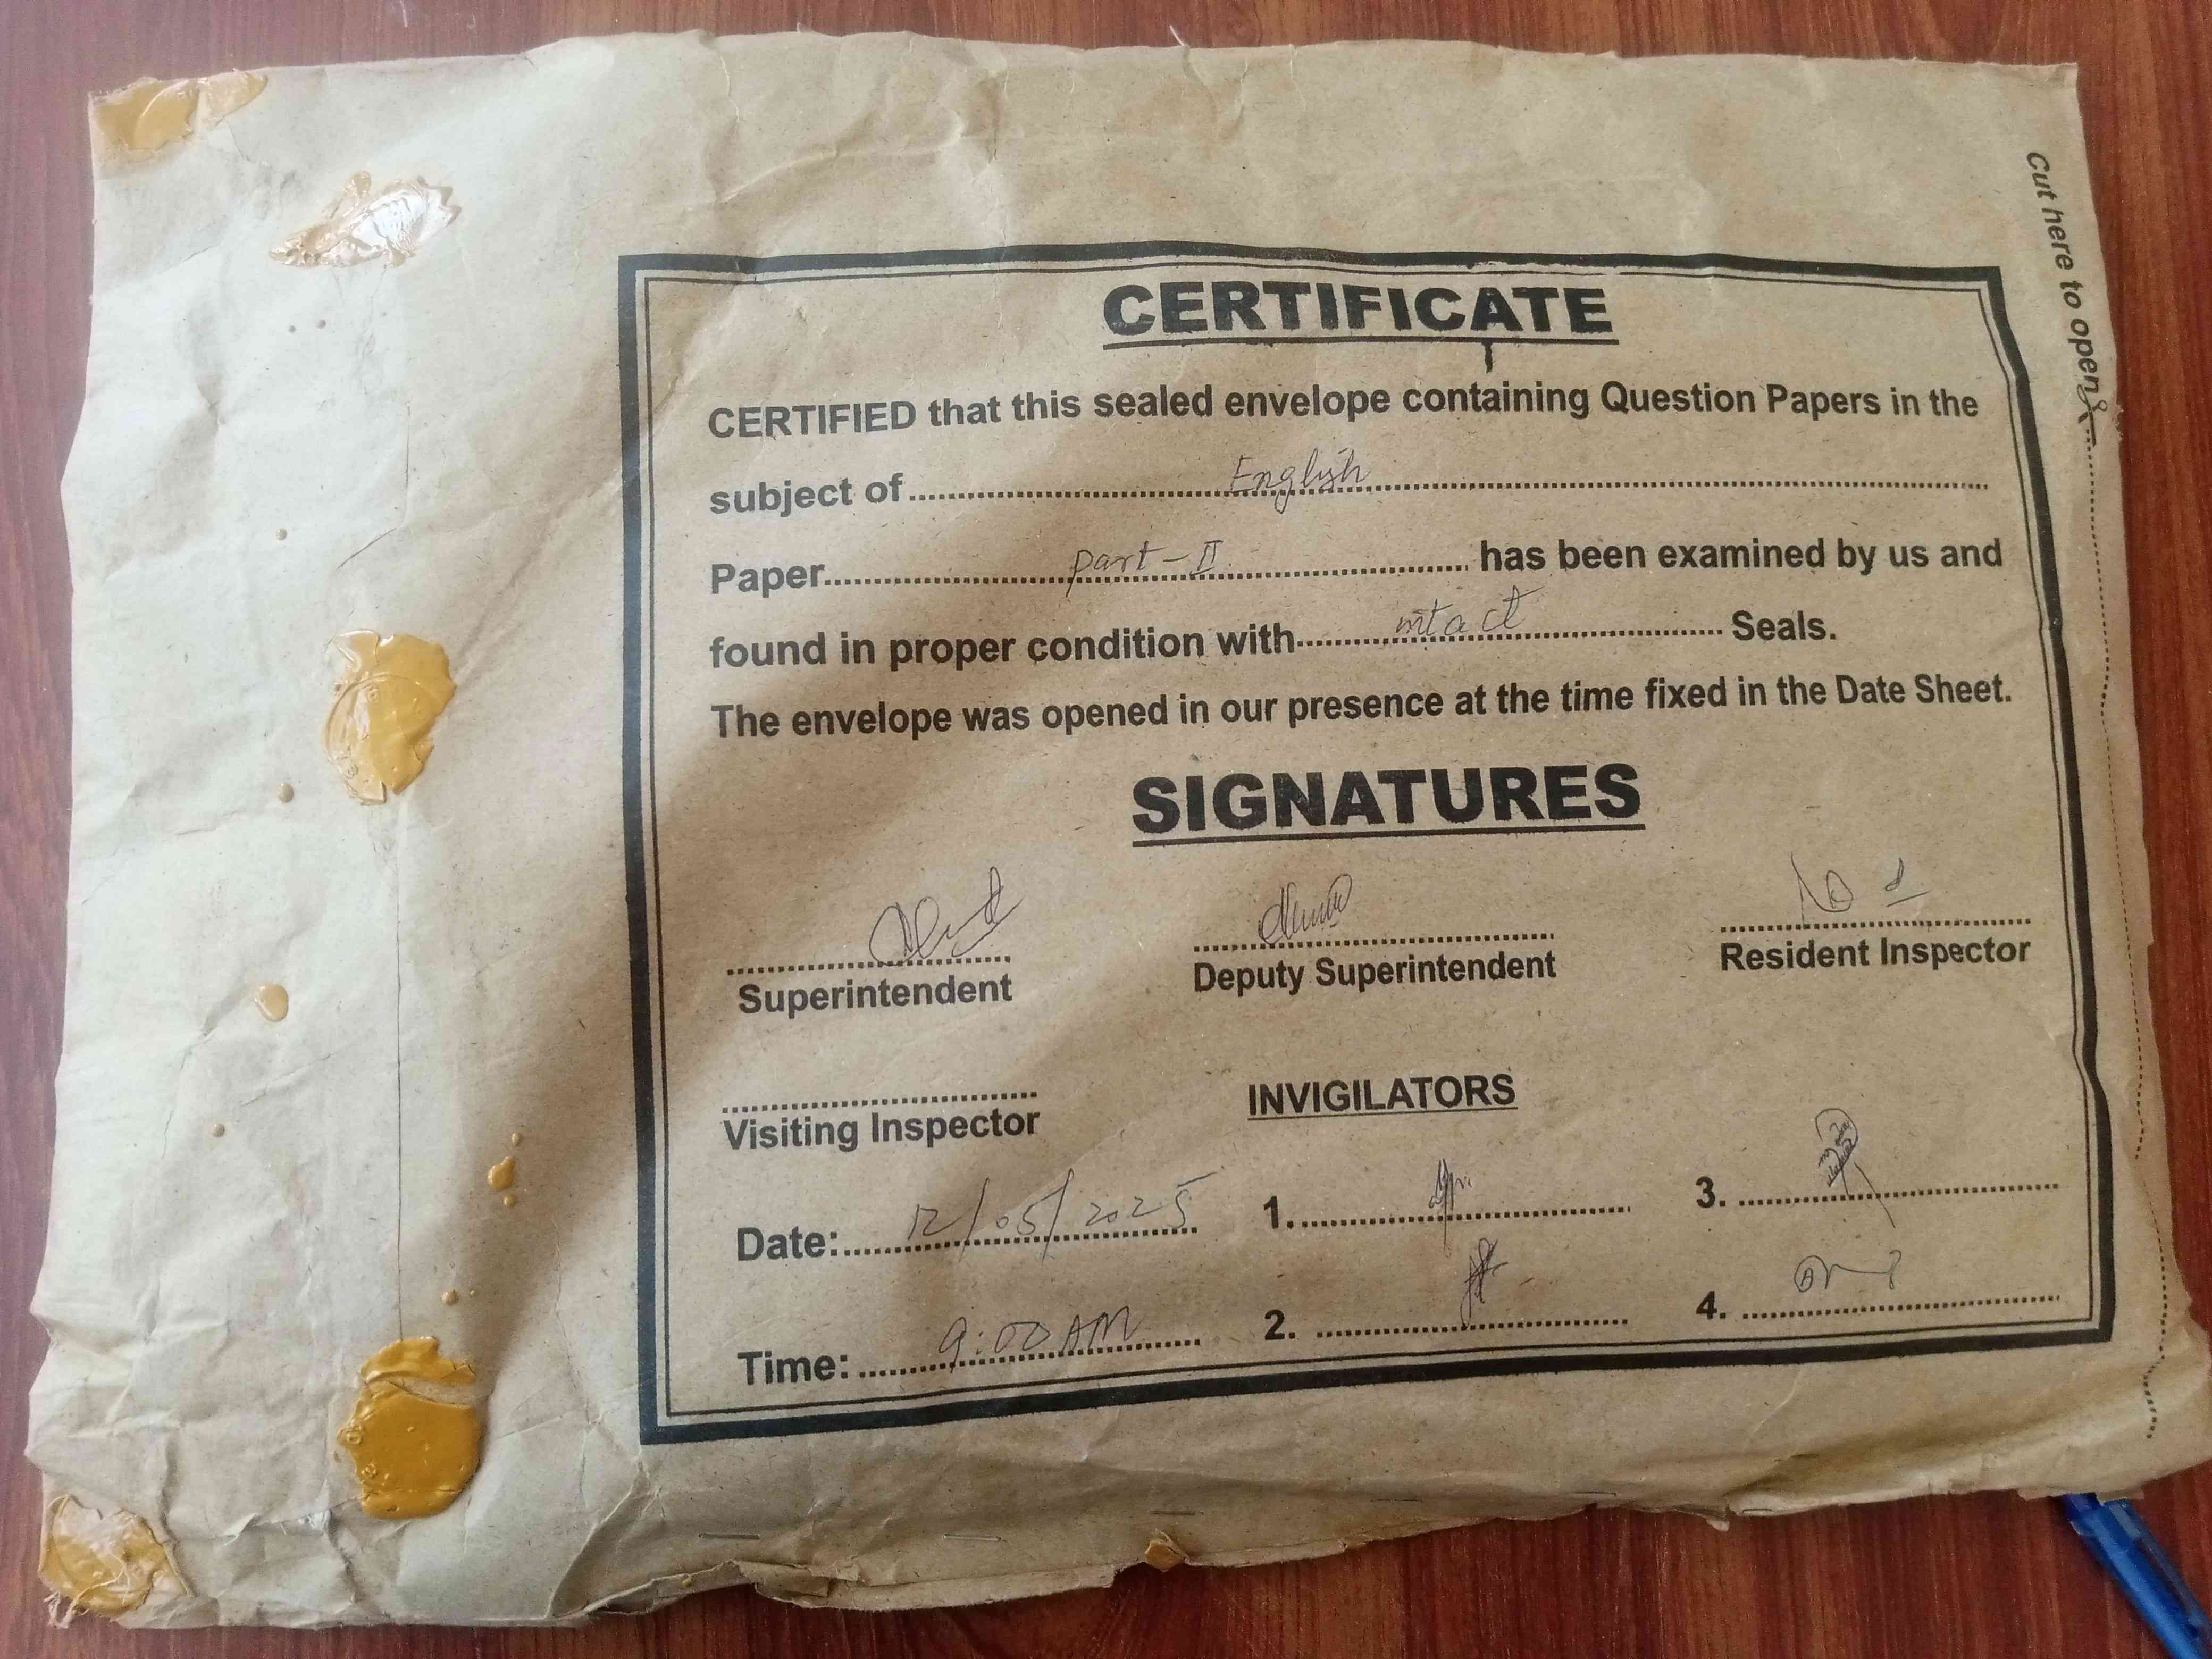 Cut here to open
CERTIFICATE
CERTIFIED that this sealed envelope containing Question Papers in the
subject of English
Paper part-II has been examined by us and
found in proper condition with intact Seals.
The envelope was opened in our presence at the time fixed in the Date Sheet.
SIGNATURES
Superintendent Deputy Superintendent Resident Inspector
Visiting Inspector INVIGILATORS
Date: 12/05/2025 1. 3.
Time: 9:00 AM 2. 4.